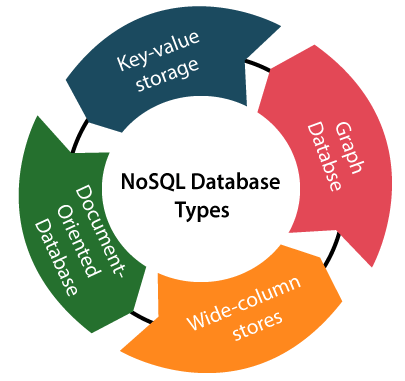 Key-value
storage
Graph
Databse
NoSQL Database
Types
Document-
Oriented
Database
Wide-column
stores